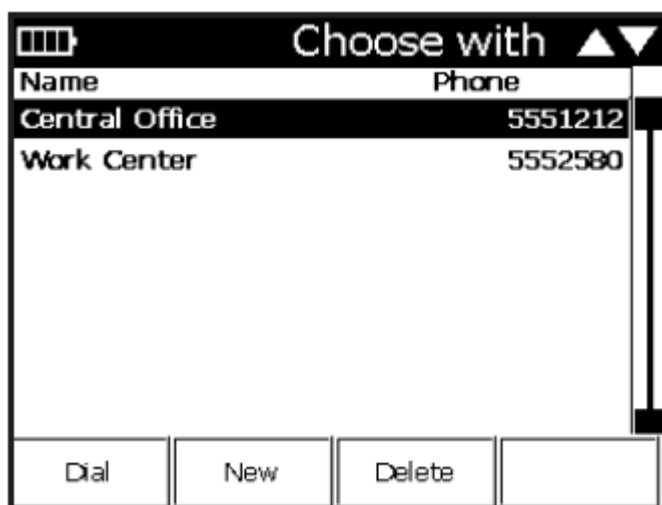 Choose with
Name Phone
Central Office 5551212
Work Center 5552580
Dial New Delete